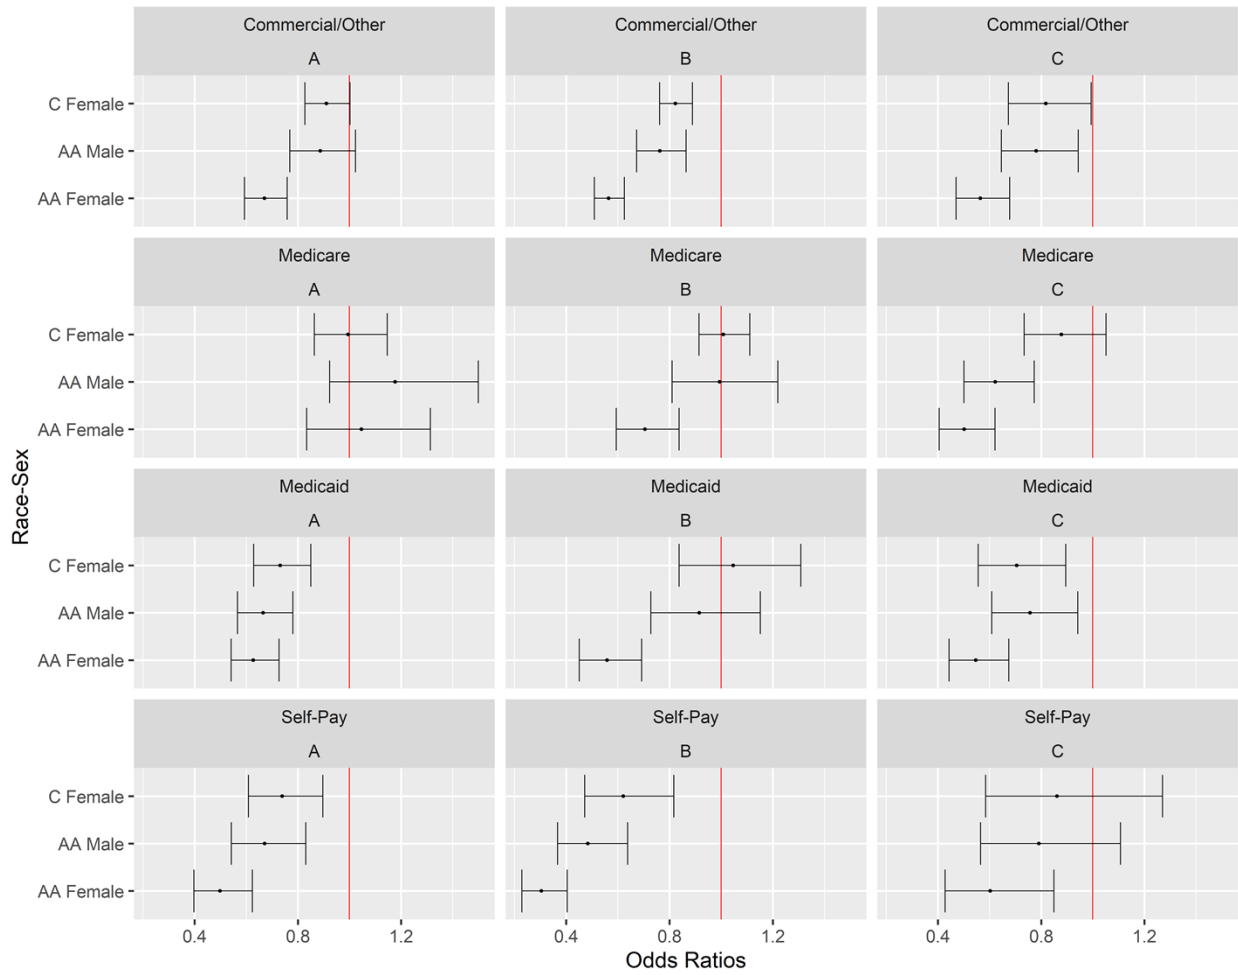 Commercial/Other
A
Commercial/Other
B
Commercial/Other
C
C Female
AA Male
AA Female
Medicare
A
Medicare
B
Medicare
C
C Female
AA Male
AA Female
Medicaid
A
Medicaid
B
Medicaid
C
C Female
AA Male
AA Female
Self-Pay
A
Self-Pay
B
Self-Pay
C
C Female
AA Male
AA Female
0.4 0.8 1.2
0.4 0.8 1.2
0.4 0.8 1.2
Odds Ratios
Race-Sex